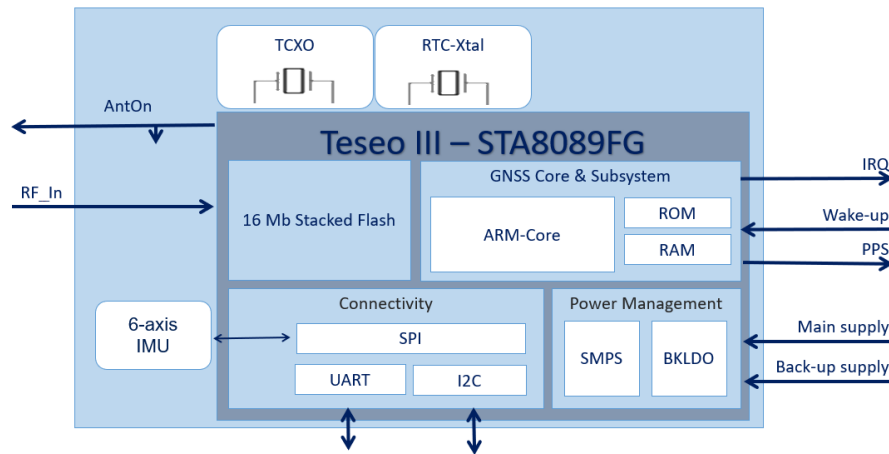 TCXO
RTC-Xtal
AntOn
Teseo III – STA8089FG
GNSS Core & Subsystem
IRQ
RF_In
16 Mb Stacked Flash
ARM-Core
ROM
RAM
Wake-up
PPS
Connectivity
Power Management
6-axis
IMU
SPI
UART
I2C
SMPS
BKLDO
Main supply
Back-up supply